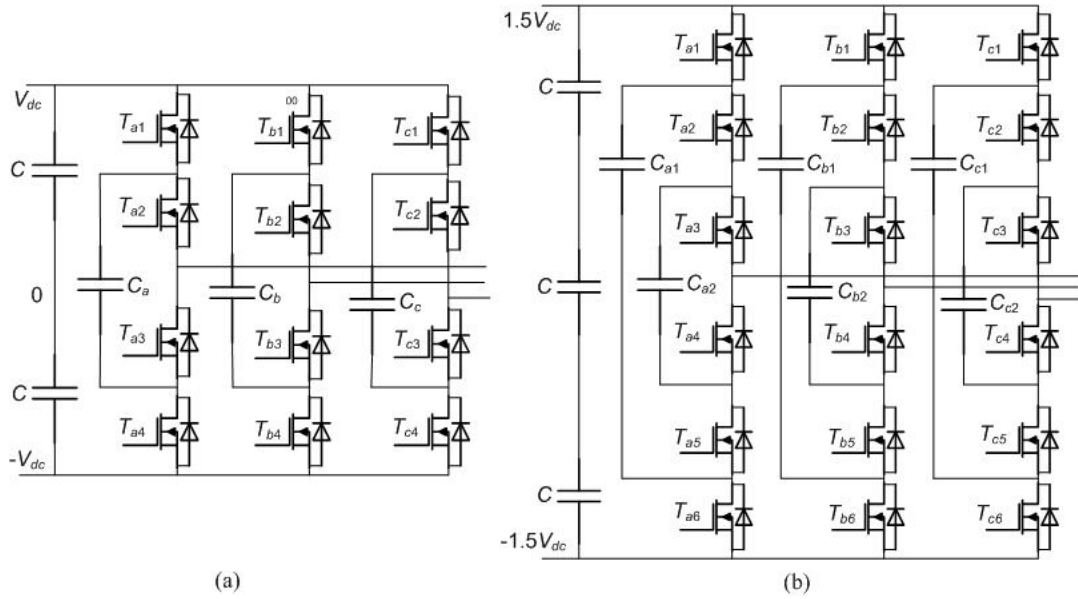 V_dc
C
0
C
-V_dc
T_a1
T_a2
C_a
T_a3
T_a4
00
T_b1
T_b2
C_b
T_b3
T_b4
T_c1
T_c2
C_c
T_c3
T_c4
(a)
1.5V_dc
C
C
C
-1.5V_dc
T_a1
T_a2
C_a1
T_a3
C_a2
T_a4
T_a5
T_a6
T_b1
T_b2
C_b1
T_b3
C_b2
T_b4
T_b5
T_b6
T_c1
T_c2
C_c1
T_c3
C_c2
T_c4
T_c5
T_c6
(b)